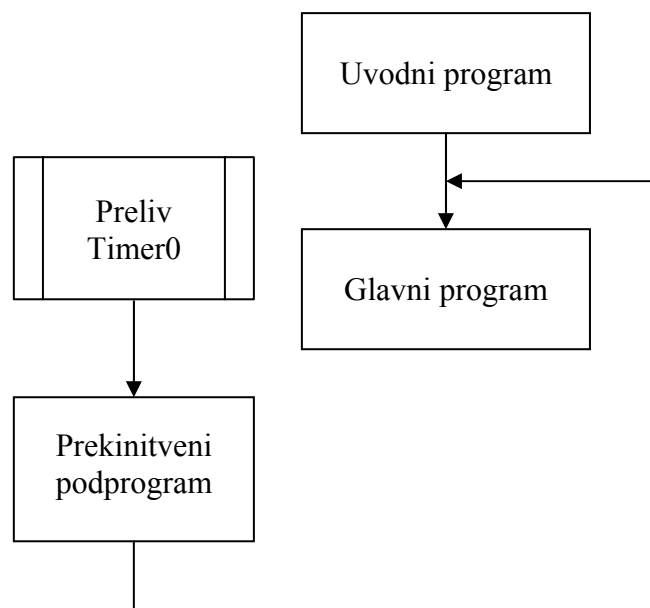 Uvodni program
Preliv
Timer0
Glavni program
Prekinitveni
podprogram